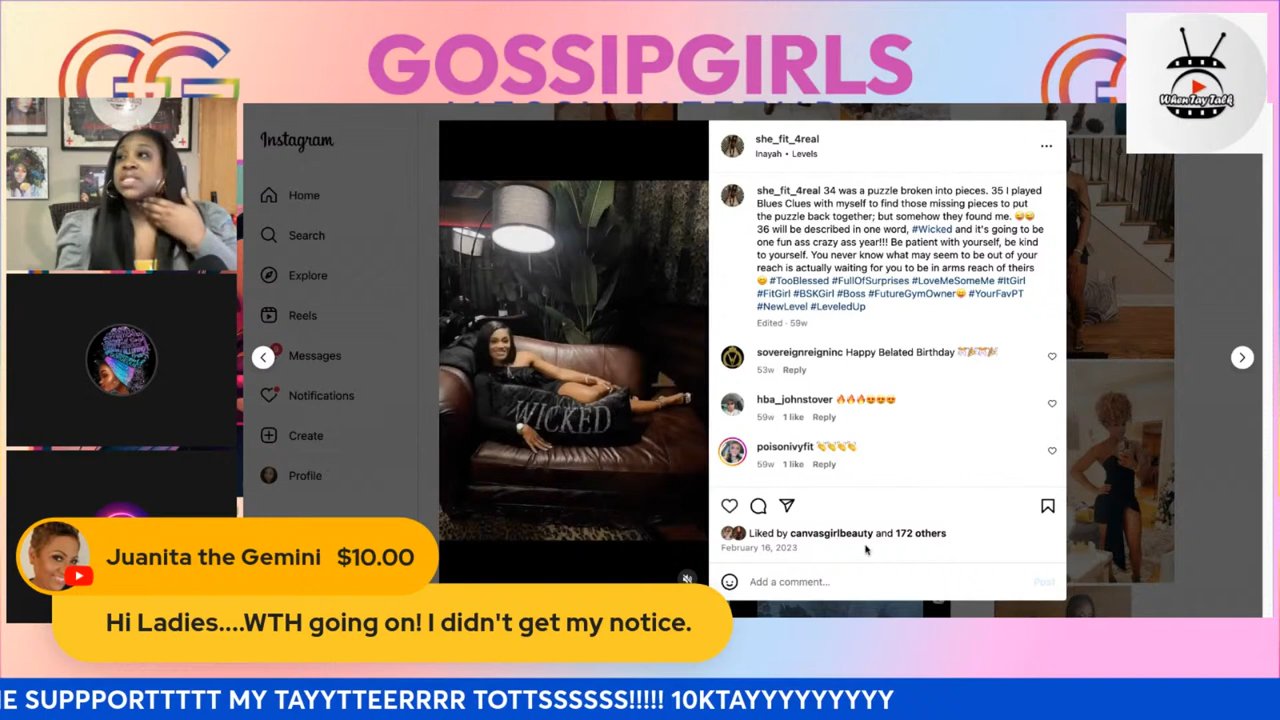 GOSSIPGIRLS
WhenTayTalk
Instagram
Home
Search
Explore
Reels
Messages
Notifications
Create
Profile
WICKED
she_fit_4real
Inayah • Levels
she_fit_4real 34 was a puzzle broken into pieces. 35 I played
Blues Clues with myself to find those missing pieces to put
the puzzle back together; but somehow they found me. 😜😜
36 will be described in one word, #Wicked and it's going to be
one fun ass crazy ass year!!! Be patient with yourself, be kind
to yourself. You never know what may seem to be out of your
reach is actually waiting for you to be in arms reach of theirs
😋 #TooBlessed #FullOfSurprises #LoveMeSomeMe #ItGirl
#FitGirl #BSKGirl #Boss #FutureGymOwner😛 #YourFavPT
#NewLevel #LeveledUp
Edited · 59w
sovereignreigninc Happy Belated Birthday 🎊🎉🎊🎉
53w Reply
hba_johnstover 🔥🔥🔥😍😍😍
59w 1 like Reply
poisonivyfit 👏👏👏👏
59w 1 like Reply
Liked by canvasgirlbeauty and 172 others
February 16, 2023
Add a comment...
Post
Juanita the Gemini $10.00
Hi Ladies....WTH going on! I didn't get my notice.
HE SUPPPORTTTTT MY TAYYTTEERRRR TOTTSSSSSS!!!!! 10KTAYYYYYYYYY